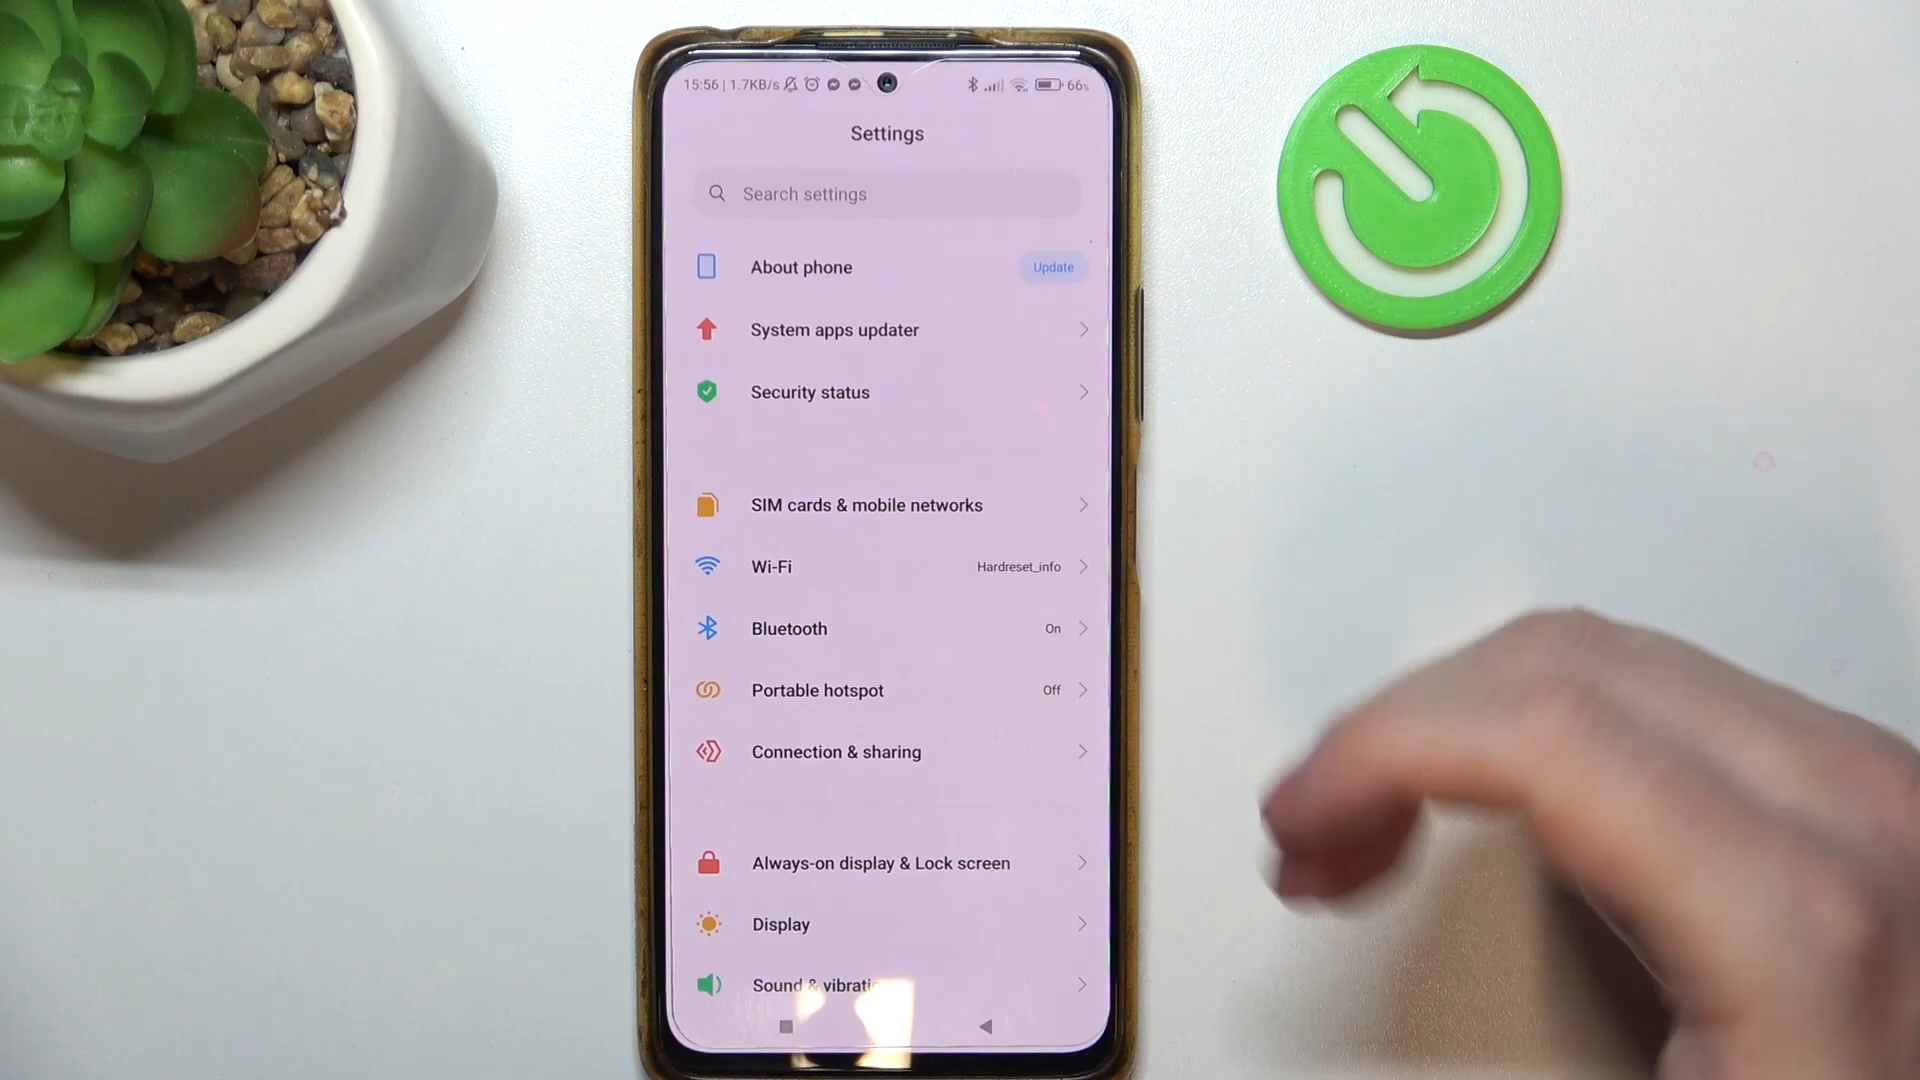 15:56 | 1.7KB/s 66%
Settings
Search settings
About phone Update
System apps updater
Security status
SIM cards & mobile networks
Wi-Fi Hardreset_info
Bluetooth On
Portable hotspot Off
Connection & sharing
Always-on display & Lock screen
Display
Sound &